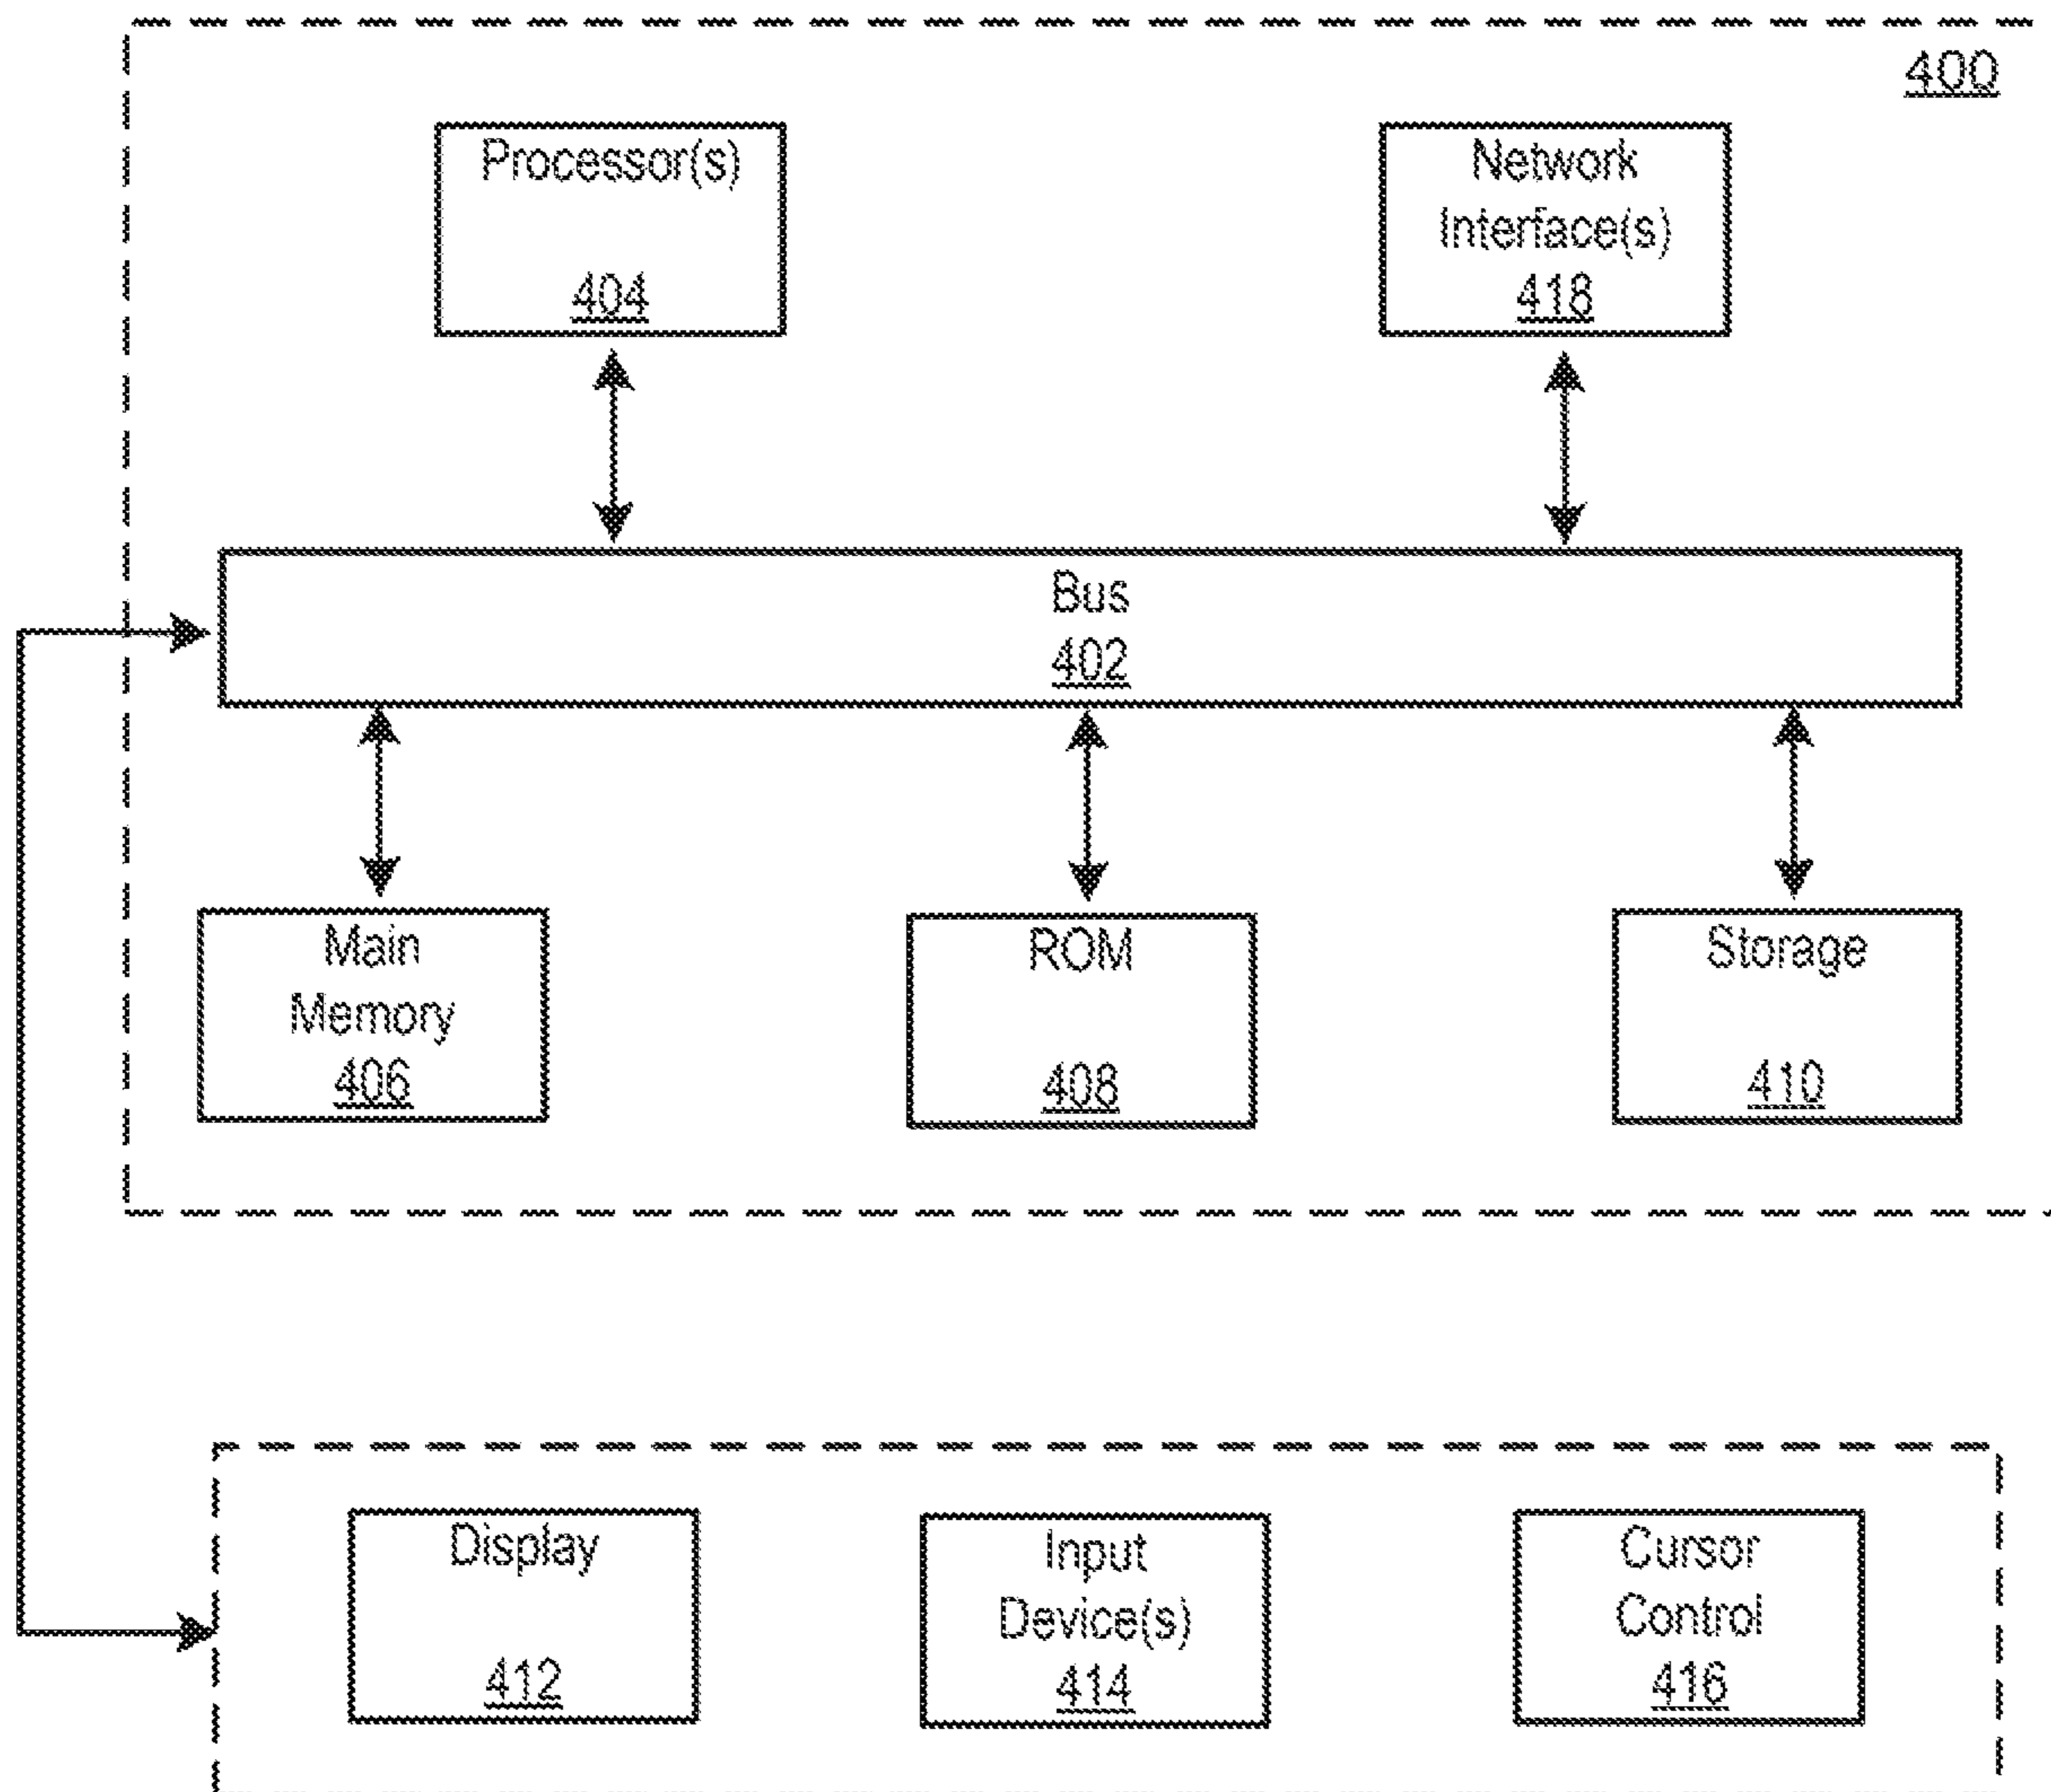 400
Processor(s)
404
Network
Interface(s)
418
Bus
402
Main
Memory
406
ROM
408
Storage
410
Display
412
Input
Device(s)
414
Cursor
Control
416